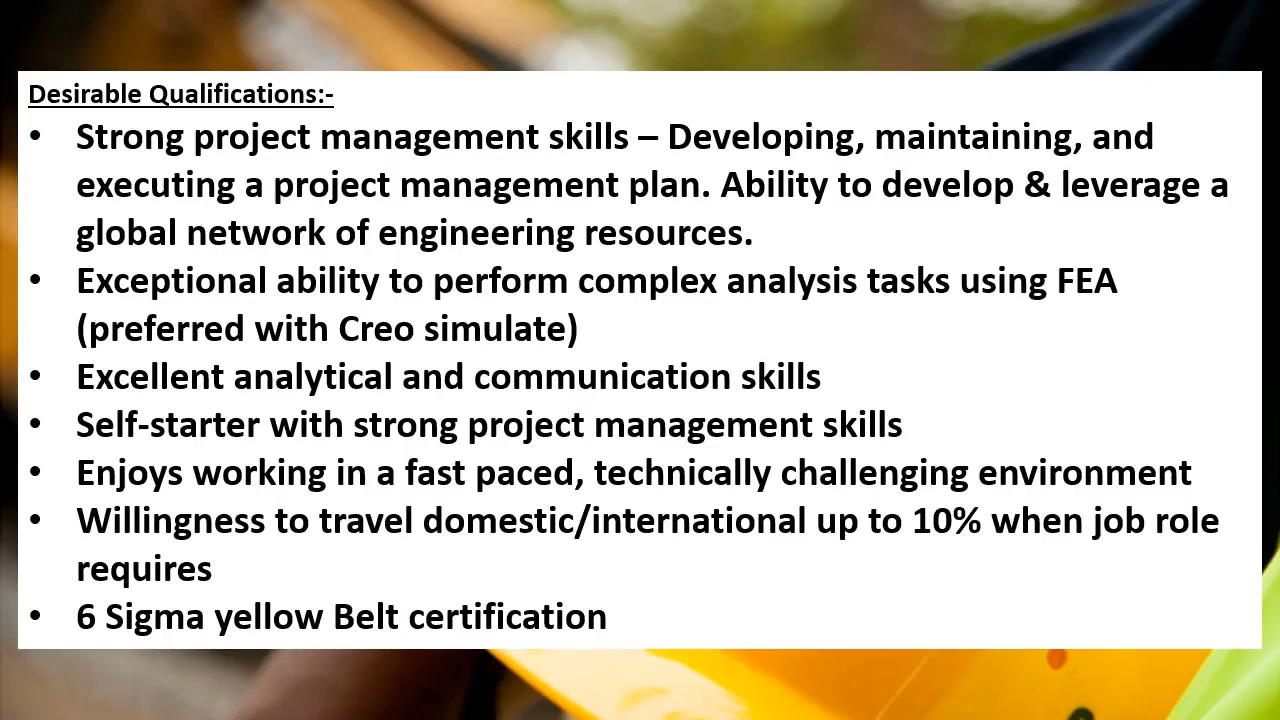 Desirable Qualifications:-
• Strong project management skills – Developing, maintaining, and
executing a project management plan. Ability to develop & leverage a
global network of engineering resources.
• Exceptional ability to perform complex analysis tasks using FEA
(preferred with Creo simulate)
• Excellent analytical and communication skills
• Self-starter with strong project management skills
• Enjoys working in a fast paced, technically challenging environment
• Willingness to travel domestic/international up to 10% when job role
requires
• 6 Sigma yellow Belt certification